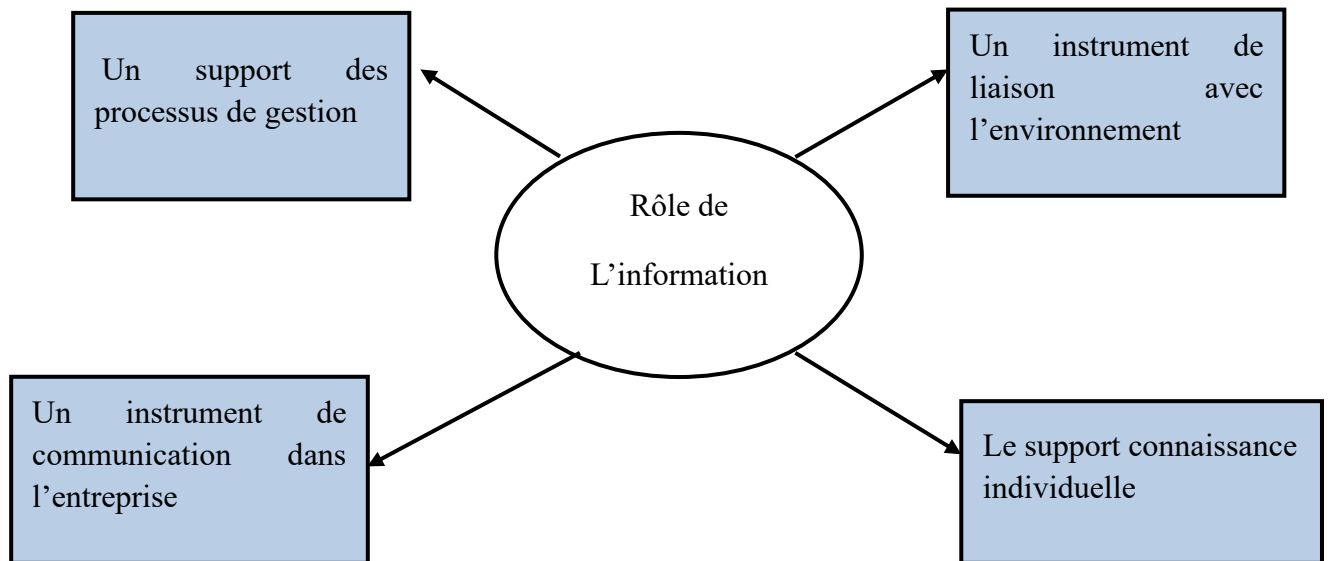 Un support des
processus de gestion
Un instrument de
liaison avec
l’environnement
Rôle de
L’information
Un instrument de
communication dans
l’entreprise
Le support connaissance
individuelle